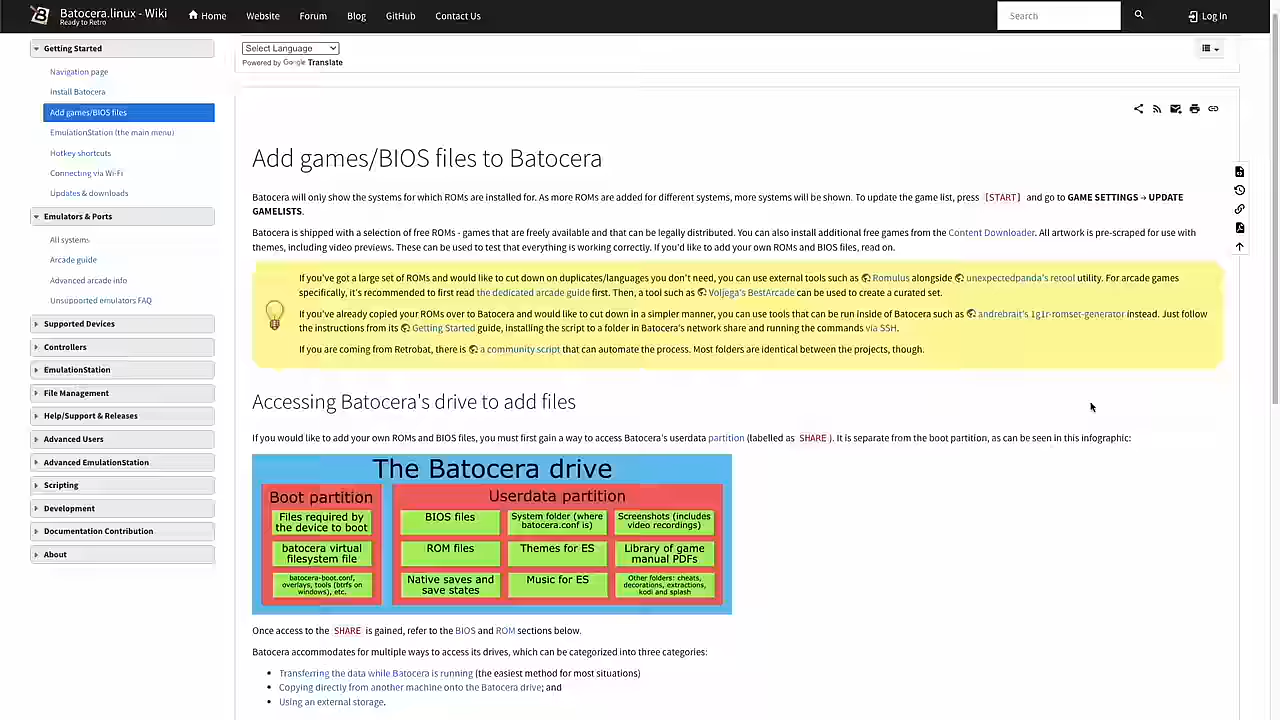 Batocera.linux - Wiki
Ready to Retro
Home
Website
Forum
Blog
GitHub
Contact Us
Search
Log In
Getting Started
Navigation page
Install Batocera
Add games/BIOS files
EmulationStation (the main menu)
Hotkey shortcuts
Connecting via Wi-Fi
Updates & downloads
Emulators & Ports
All systems
Arcade guide
Advanced arcade info
Unsupported emulators FAQ
Supported Devices
Controllers
EmulationStation
File Management
Help/Support & Releases
Advanced Users
Advanced EmulationStation
Scripting
Development
Documentation Contribution
About
Select Language
Powered by Google Translate
Add games/BIOS files to Batocera
Batocera will only show the systems for which ROMs are installed for. As more ROMs are added for different systems, more systems will be shown. To update the game list, press [START] and go to GAME SETTINGS → UPDATE
GAMELISTS.
Batocera is shipped with a selection of free ROMs - games that are freely available and that can be legally distributed. You can also install additional free games from the Content Downloader. All artwork is pre-scraped for use with
themes, including video previews. These can be used to test that everything is working correctly. If you'd like to add your own ROMs and BIOS files, read on.
If you've got a large set of ROMs and would like to cut down on duplicates/languages you don't need, you can use external tools such as Romulus alongside unexpectedpanda's retool utility. For arcade games
specifically, it's recommended to first read the dedicated arcade guide first. Then, a tool such as Voljega's BestArcade can be used to create a curated set.
If you've already copied your ROMs over to Batocera and would like to cut down in a simpler manner, you can use tools that can be run inside of Batocera such as andrebrait's 1g1r-romset-generator instead. Just follow
the instructions from its Getting Started guide, installing the script to a folder in Batocera's network share and running the commands via SSH.
If you are coming from Retrobat, there is a community script that can automate the process. Most folders are identical between the projects, though.
Accessing Batocera's drive to add files
If you would like to add your own ROMs and BIOS files, you must first gain a way to access Batocera's userdata partition (labelled as SHARE). It is separate from the boot partition, as can be seen in this infographic:
The Batocera drive
Boot partition
Files required by
the device to boot
batocera virtual
filesystem file
batocera-boot.conf,
overlays, tools (btrfs on
windows), etc.
Userdata partition
BIOS files
System folder (where
batocera.conf is)
Screenshots (includes
video recordings)
ROM files
Themes for ES
Library of game
manual PDFs
Native saves and
save states
Music for ES
Other folders: cheats,
decorations, extractions,
kodi and splash
Once access to the SHARE is gained, refer to the BIOS and ROM sections below.
Batocera accommodates for multiple ways to access its drives, which can be categorized into three categories:
• Transferring the data while Batocera is running (the easiest method for most situations)
• Copying directly from another machine onto the Batocera drive; and
• Using an external storage.